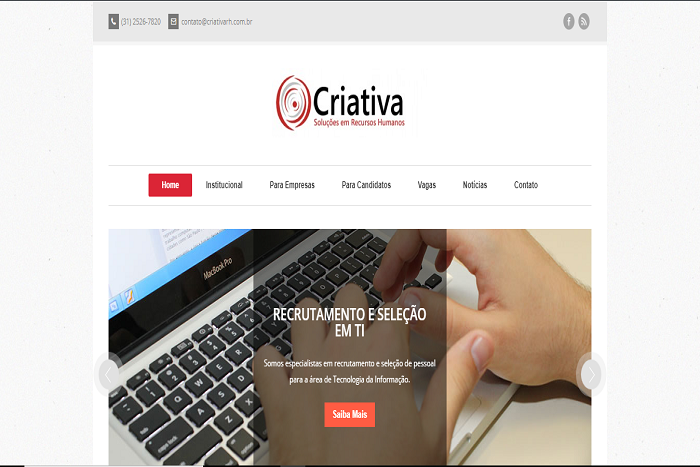 (31) 2526-7820 contato@criativarh.com.br
Criativa
Soluções em Recursos Humanos
Home Institucional Para Empresas Para Candidatos Vagas Notícias Contato
MacBook Pro
RECRUTAMENTO E SELEÇÃO
EM TI
Somos especialistas em recrutamento e seleção de pessoal
para a área de Tecnologia da Informação.
Saiba Mais